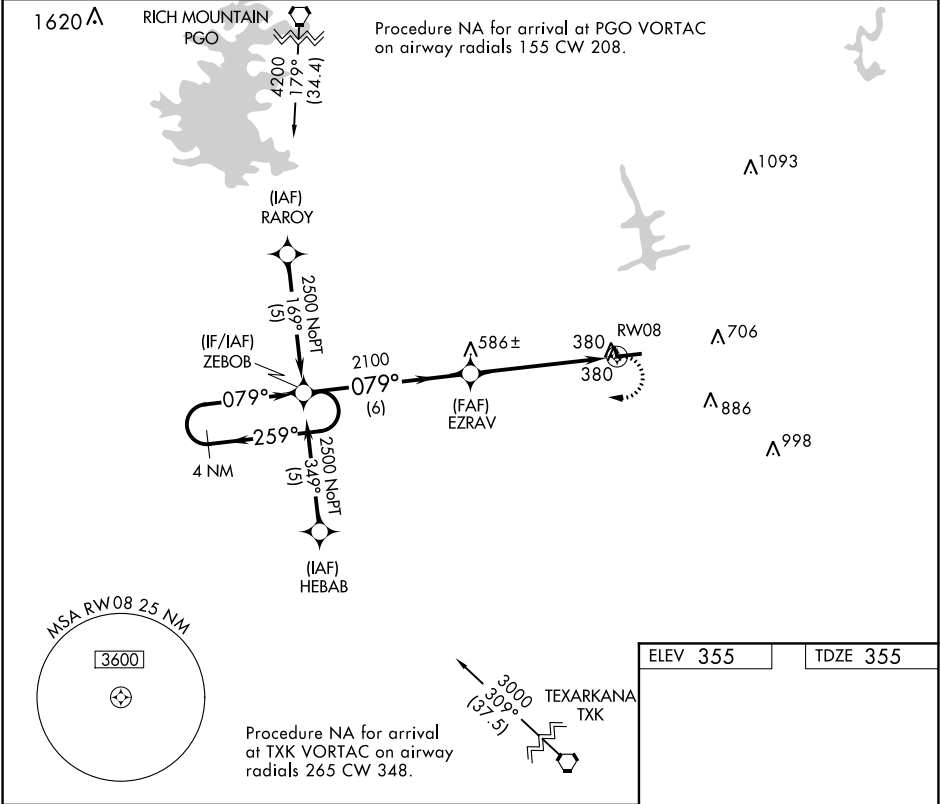 1620
RICH MOUNTAIN
PGO
Procedure NA for arrival at PGO VORTAC
on airway radials 155 CW 208.
4200
179°
(34.4)
1093
(IAF)
RAROY
2500 NoPT
169°
(5)
(IF/IAF)
ZEBOB
2100
079°
(6)
586±
(FAF)
EZRAV
380
RW08
380
706
886
998
079°
259°
4 NM
2500 NoPT
349°
(5)
(IAF)
HEBAB
MSA RW08 25 NM
3600
Procedure NA for arrival
at TXK VORTAC on airway
radials 265 CW 348.
3000
309°
(37.5)
TEXARKANA
TXK
ELEV 355
TDZE 355